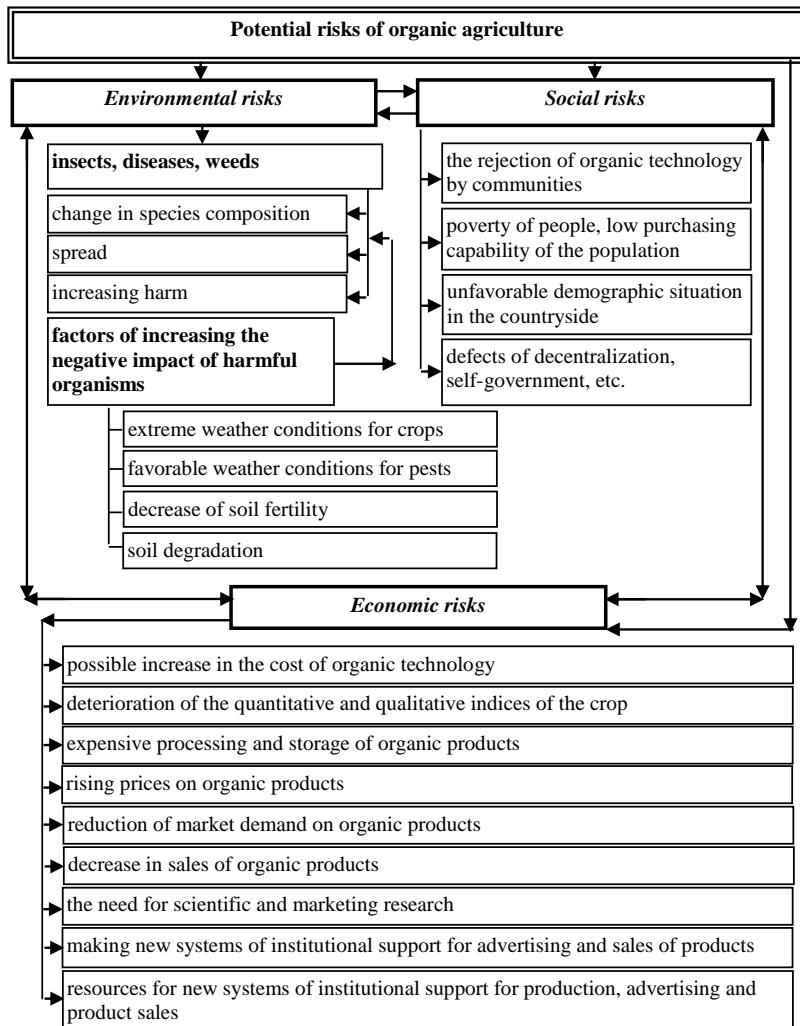 Potential risks of organic agriculture
Environmental risks
Social risks
insects, diseases, weeds
change in species composition
spread
increasing harm
factors of increasing the
negative impact of harmful
organisms
extreme weather conditions for crops
favorable weather conditions for pests
decrease of soil fertility
soil degradation
the rejection of organic technology
by communities
poverty of people, low purchasing
capability of the population
unfavorable demographic situation
in the countryside
defects of decentralization,
self-government, etc.
Economic risks
possible increase in the cost of organic technology
deterioration of the quantitative and qualitative indices of the crop
expensive processing and storage of organic products
rising prices on organic products
reduction of market demand on organic products
decrease in sales of organic products
the need for scientific and marketing research
making new systems of institutional support for advertising and sales of products
resources for new systems of institutional support for production, advertising and
product sales